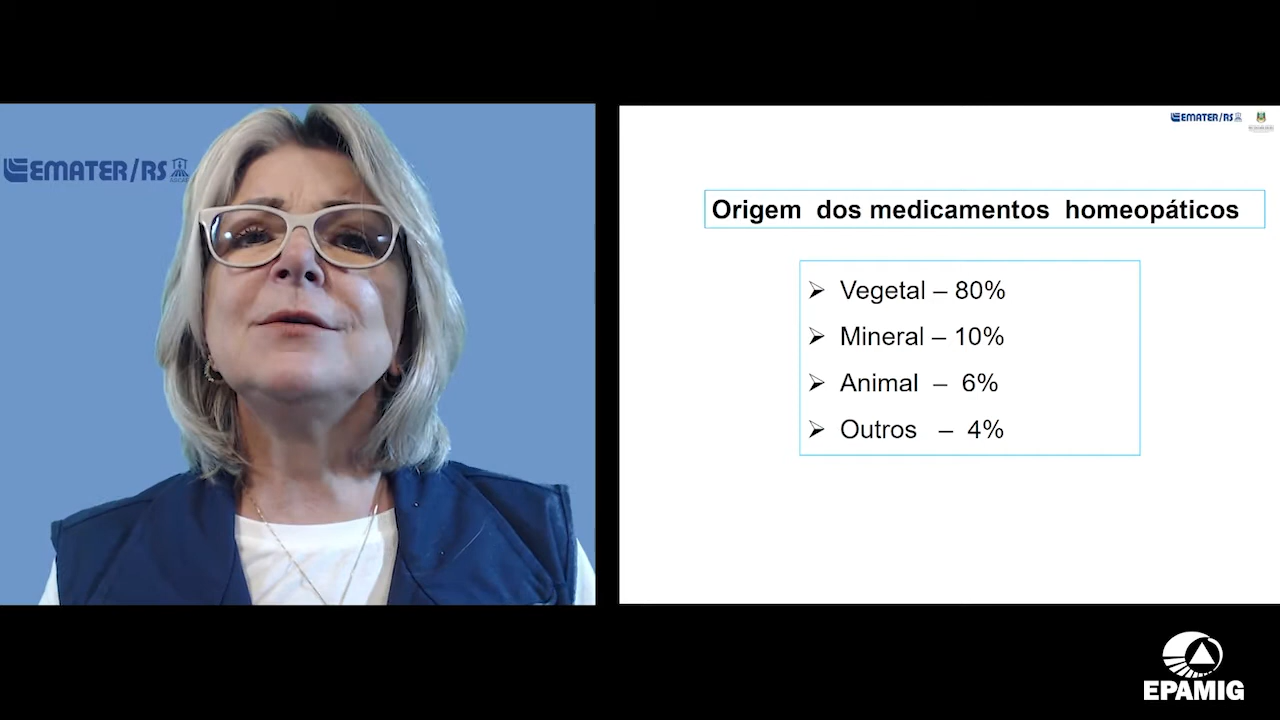 EMATER/RS
EMATER/RS
Origem dos medicamentos homeopáticos
Vegetal – 80%
Mineral – 10%
Animal – 6%
Outros – 4%
EPAMIG